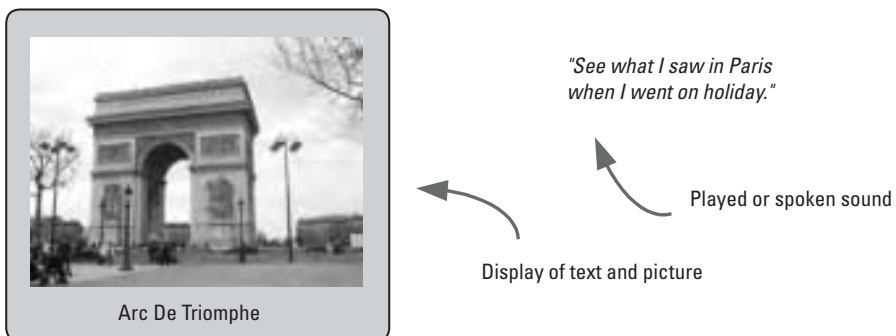 "See what I saw in Paris
when I went on holiday."
Played or spoken sound
Display of text and picture
Arc De Triomphe